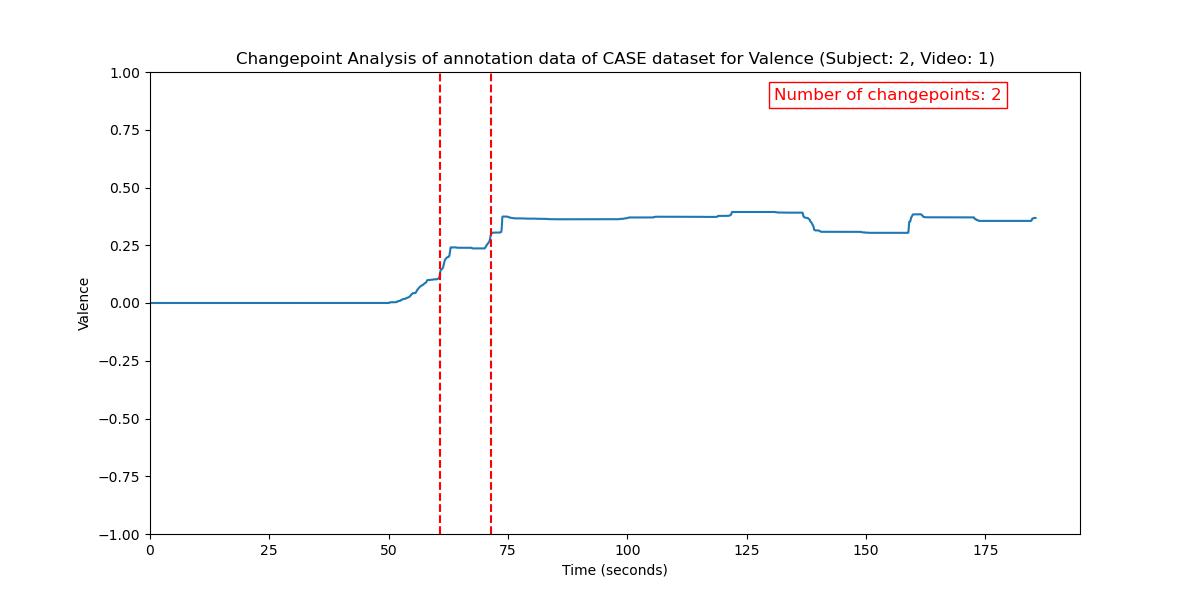 Changepoint Analysis of annotation data of CASE dataset for Valence (Subject: 2, Video: 1)
Number of changepoints: 2
1.00
0.75
0.50
0.25
0.00
−0.25
−0.50
−0.75
−1.00
Valence
0 25 50 75 100 125 150 175
Time (seconds)